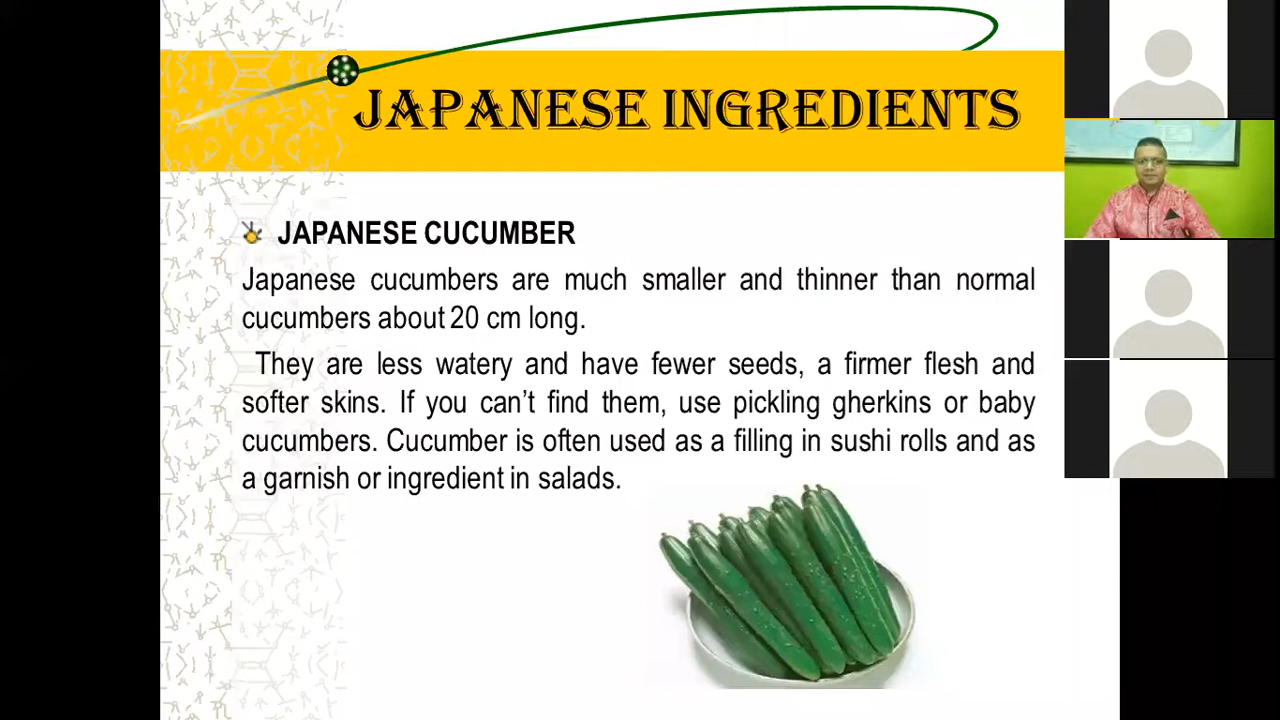 JAPANESE INGREDIENTS
JAPANESE CUCUMBER
Japanese cucumbers are much smaller and thinner than normal
cucumbers about 20 cm long.
They are less watery and have fewer seeds, a firmer flesh and
softer skins. If you can’t find them, use pickling gherkins or baby
cucumbers. Cucumber is often used as a filling in sushi rolls and as
a garnish or ingredient in salads.